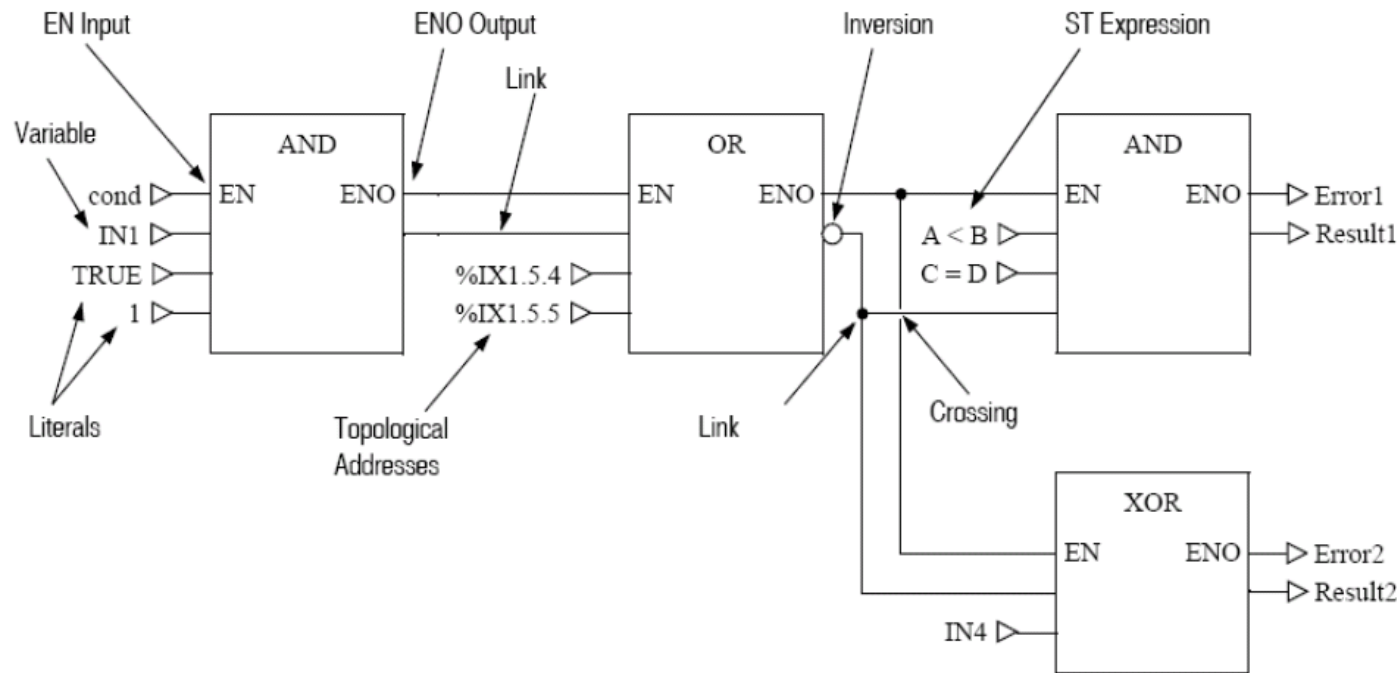 EN Input
ENO Output
Inversion
ST Expression
Link
Variable
AND
OR
AND
cond
EN
ENO
EN
ENO
EN
ENO
Error1
IN1
A < B
Result1
TRUE
%IX1.5.4
C = D
1
%IX1.5.5
Literals
Topological
Addresses
Link
Crossing
XOR
EN
ENO
Error2
Result2
IN4